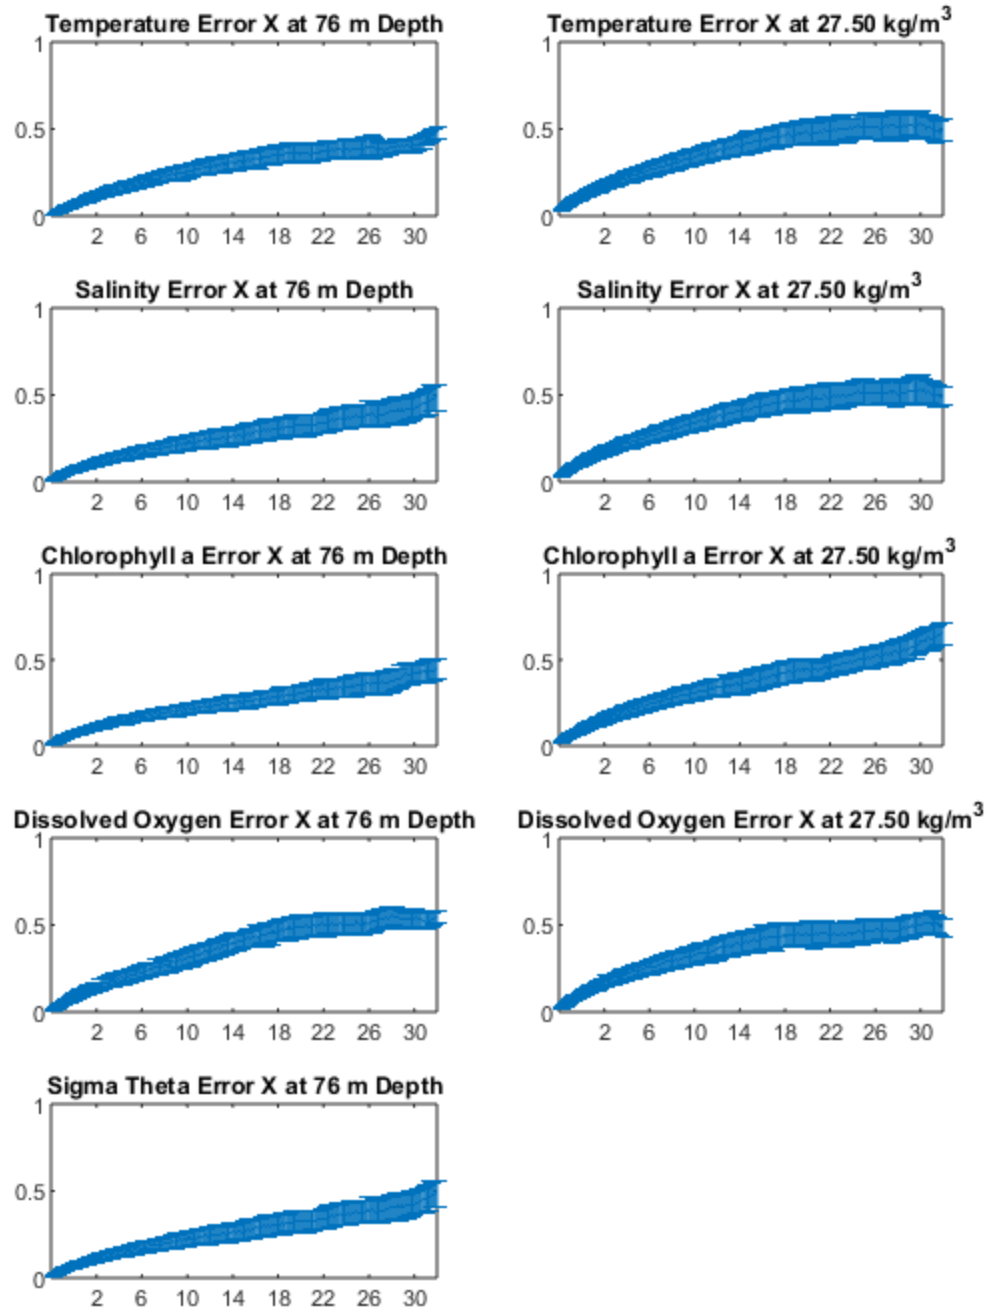 Temperature Error X at 76 m Depth
1
0.5
0
2 6 10 14 18 22 26 30
Temperature Error X at 27.50 kg/m³
1
0.5
0
2 6 10 14 18 22 26 30
Salinity Error X at 76 m Depth
1
0.5
0
2 6 10 14 18 22 26 30
Salinity Error X at 27.50 kg/m³
1
0.5
0
2 6 10 14 18 22 26 30
Chlorophyll a Error X at 76 m Depth
1
0.5
0
2 6 10 14 18 22 26 30
Chlorophyll a Error X at 27.50 kg/m³
1
0.5
0
2 6 10 14 18 22 26 30
Dissolved Oxygen Error X at 76 m Depth
1
0.5
0
2 6 10 14 18 22 26 30
Dissolved Oxygen Error X at 27.50 kg/m³
1
0.5
0
2 6 10 14 18 22 26 30
Sigma Theta Error X at 76 m Depth
1
0.5
0
2 6 10 14 18 22 26 30